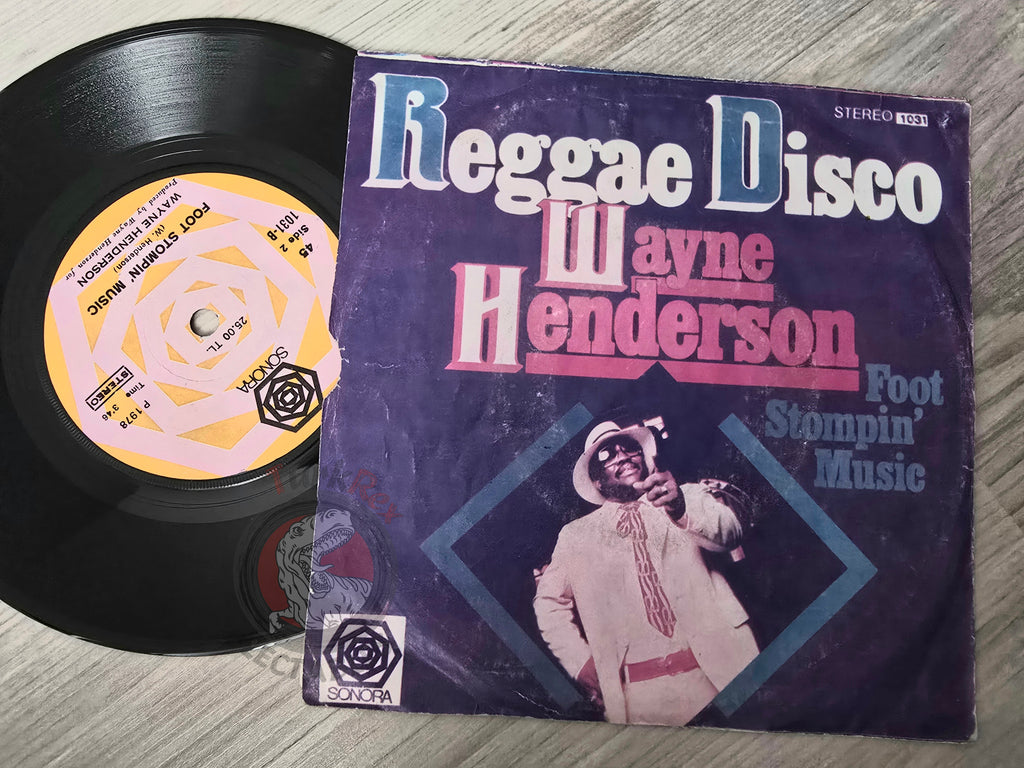 STEREO 1031
Reggae Disco
Wayne
Henderson
Foot
Stompin'
Music
SONORA
45
Side 2
1031-B
FOOT STOMPIN' MUSIC
(W. Henderson)
WAYNE HENDERSON
Produced by Wayne Henderson for
25.00 TL.
SONORA
STEREO
Time 3'46
P 1978